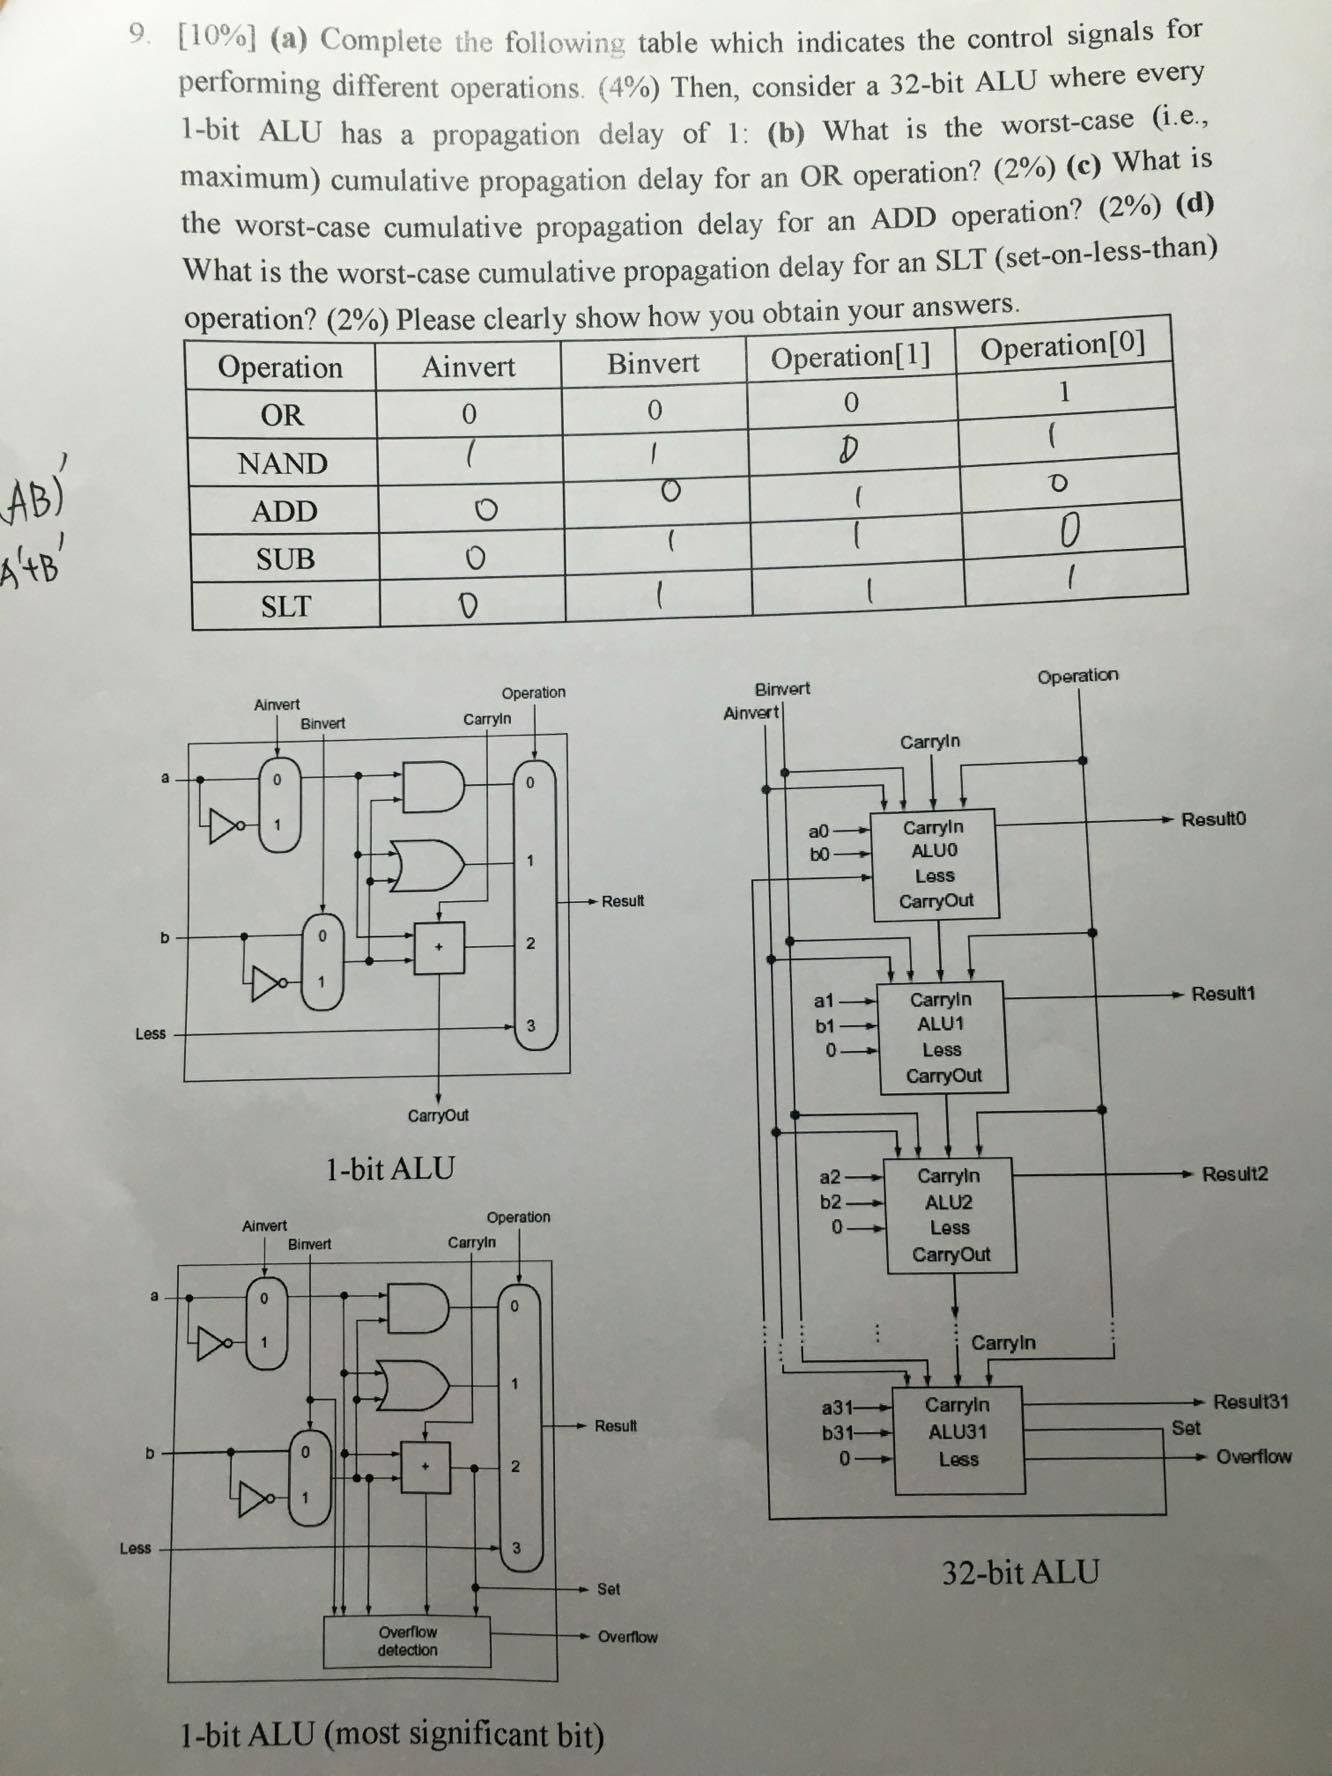 9. [10%] (a) Complete the following table which indicates the control signals for
performing different operations. (4%) Then, consider a 32-bit ALU where every
1-bit ALU has a propagation delay of 1: (b) What is the worst-case (i.e.,
maximum) cumulative propagation delay for an OR operation? (2%) (c) What is
the worst-case cumulative propagation delay for an ADD operation? (2%) (d)
What is the worst-case cumulative propagation delay for an SLT (set-on-less-than)
operation? (2%) Please clearly show how you obtain your answers.
Operation Ainvert Binvert Operation[1] Operation[0]
OR 0 0 0 1
NAND 1 1 0 1
ADD 0 0 1 0
SUB 0 1 1 0
SLT 0 1 1 1
AB)'
A'+B'
Ainvert
Binvert
CarryIn
Operation
a
0
1
b
0
1
Less
+
0
1
2
3
Result
CarryOut
1-bit ALU
Ainvert
Binvert
CarryIn
Operation
a
0
1
b
0
1
Less
+
0
1
2
3
Result
Set
Overflow
detection
Overflow
1-bit ALU (most significant bit)
Binvert
Ainvert
Operation
CarryIn
a0
b0
CarryIn
ALU0
Less
CarryOut
Result0
a1
b1
0
CarryIn
ALU1
Less
CarryOut
Result1
a2
b2
0
CarryIn
ALU2
Less
CarryOut
Result2
CarryIn
a31
b31
0
CarryIn
ALU31
Less
Result31
Set
Overflow
32-bit ALU